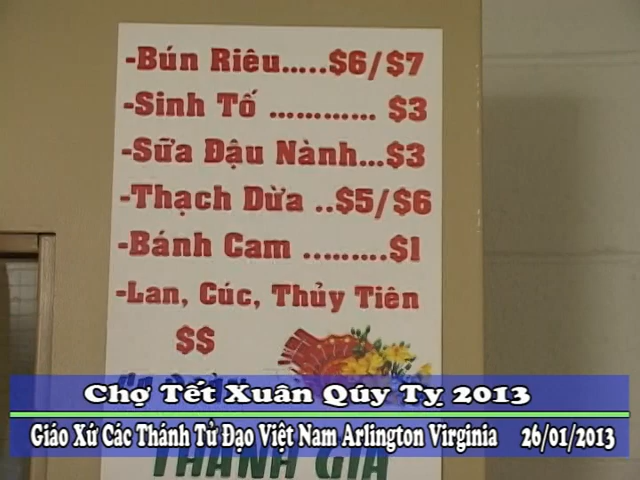 -Bún Riêu.....$6/$7
-Sinh Tố ............ $3
-Sữa Đậu Nành...$3
-Thạch Dừa ..$5/$6
-Bánh Cam .........$1
-Lan, Cúc, Thủy Tiên
$$
Chợ Tết Xuân Qúy Tỵ 2013
Giáo Xứ Các Thánh Tử Đạo Việt Nam Arlington Virginia 26/01/2013
THÁNH GIA